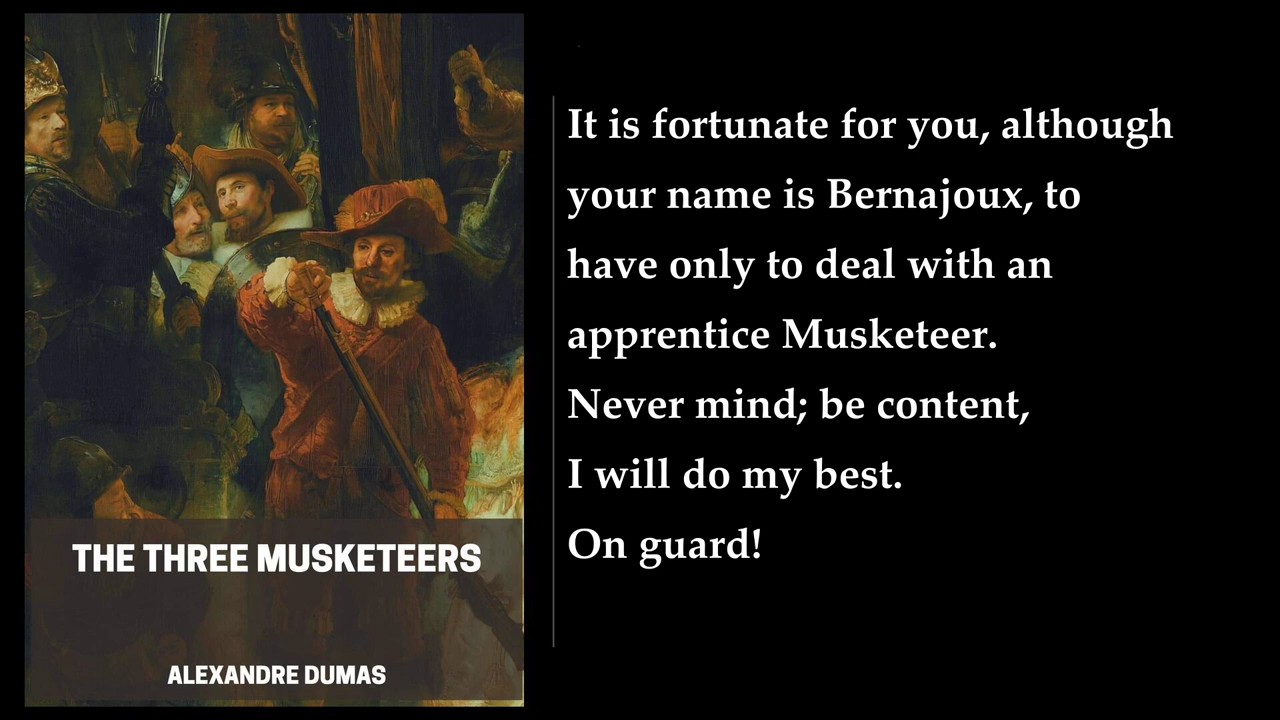 THE THREE MUSKETEERS
ALEXANDRE DUMAS
It is fortunate for you, although
your name is Bernajoux, to
have only to deal with an
apprentice Musketeer.
Never mind; be content,
I will do my best.
On guard!